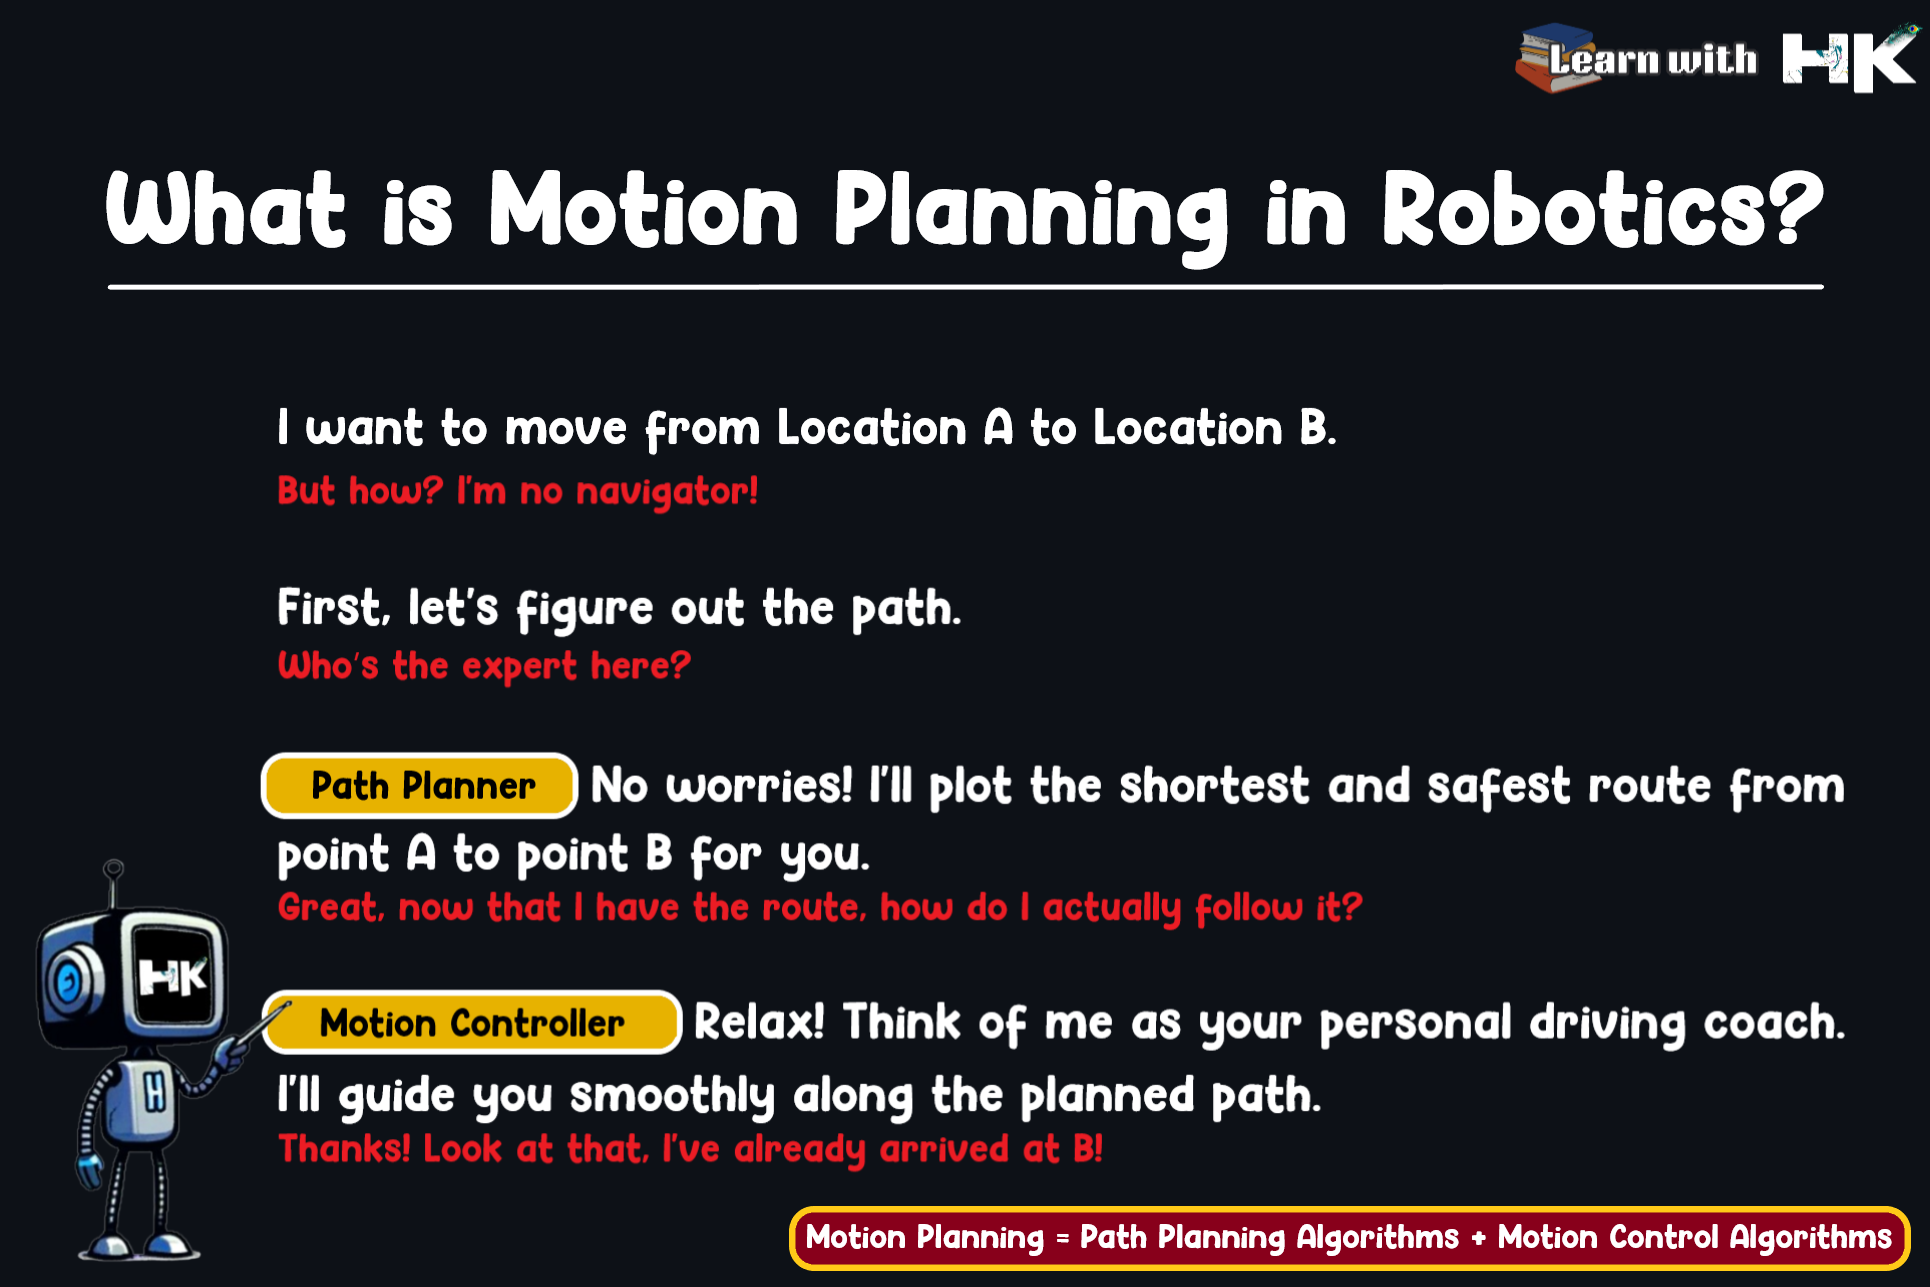 Learn with HK
What is Motion Planning in Robotics?
I want to move from Location A to Location B.
But how? I'm no navigator!
First, let's figure out the path.
Who's the expert here?
Path Planner No worries! I'll plot the shortest and safest route from
point A to point B for you.
Great, now that I have the route, how do I actually follow it?
HK
Motion Controller Relax! Think of me as your personal driving coach.
H
I'll guide you smoothly along the planned path.
Thanks! Look at that, I've already arrived at B!
Motion Planning = Path Planning Algorithms + Motion Control Algorithms